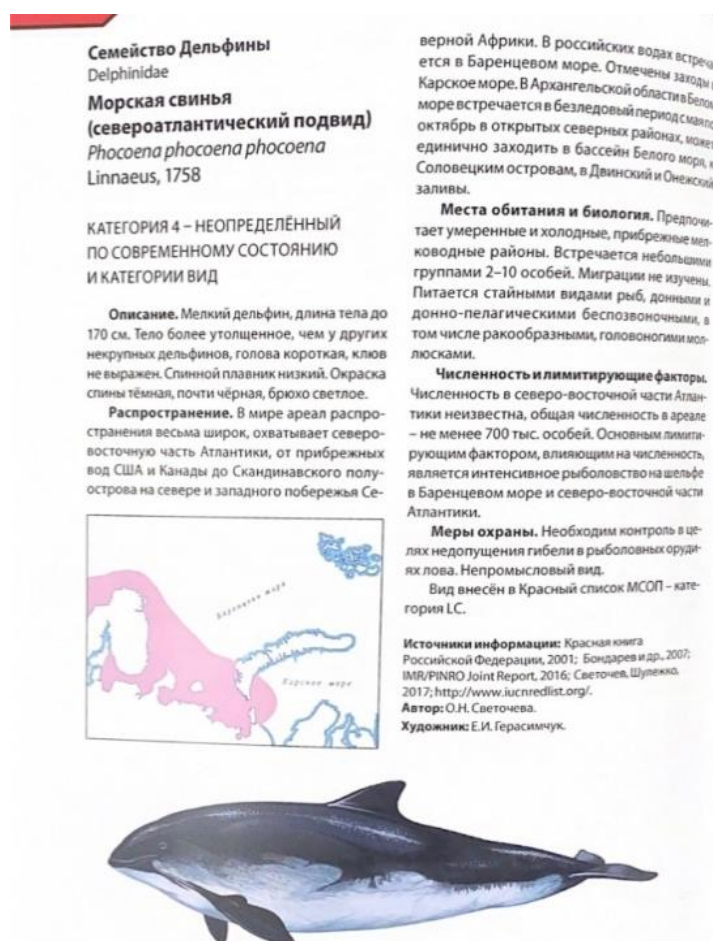 Семейство Дельфины
Delphinidae
Морская свинья
(североатлантический подвид)
Phocoena phocoena phocoena
Linnaeus, 1758
КАТЕГОРИЯ 4 – НЕОПРЕДЕЛЁННЫЙ
ПО СОВРЕМЕННОМУ СОСТОЯНИЮ
И КАТЕГОРИИ ВИД
Описание. Мелкий дельфин, длина тела до
170 см. Тело более утолщенное, чем у других
некрупных дельфинов, голова короткая, клюв
не выражен. Спинной плавник низкий. Окраска
спины тёмная, почти чёрная, брюхо светлое.
Распространение. В мире ареал распро-
странения весьма широк, охватывает северо-
восточную часть Атлантики, от прибрежных
вод США и Канады до Скандинавского полу-
острова на севере и западного побережья Се-
Баренцево море
Карское море
верной Африки. В российских водах встреча
ется в Баренцевом море. Отмечены заходы
Карское море. В Архангельской области в Белом
море встречается в безледовый период с мая по
октябрь в открытых северных районах, может
единично заходить в бассейн Белого моря, к
Соловецким островам, в Двинский и Онежский
заливы.
Места обитания и биология. Предпочи-
тает умеренные и холодные, прибрежные мел-
ководные районы. Встречается небольшими
группами 2–10 особей. Миграции не изучены.
Питается стайными видами рыб, донными и
донно-пелагическими беспозвоночными, в
том числе ракообразными, головоногими мол-
люсками.
Численность и лимитирующие факторы.
Численность в северо-восточной части Атлан-
тики неизвестна, общая численность в ареале
– не менее 700 тыс. особей. Основным лимити-
рующим фактором, влияющим на численность,
является интенсивное рыболовство на шельфе
в Баренцевом море и северо-восточной части
Атлантики.
Меры охраны. Необходим контроль в це-
лях недопущения гибели в рыболовных оруди-
ях лова. Непромысловый вид.
Вид внесён в Красный список МСОП – кате-
гория LC.
Источники информации: Красная книга
Российской Федерации, 2001; Бондарев и др., 2007;
IMR/PINRO Joint Report, 2016; Светочев, Шулежко,
2017; http://www.iucnredlist.org/.
Автор: О.Н. Светочева.
Художник: Е.И. Герасимчук.